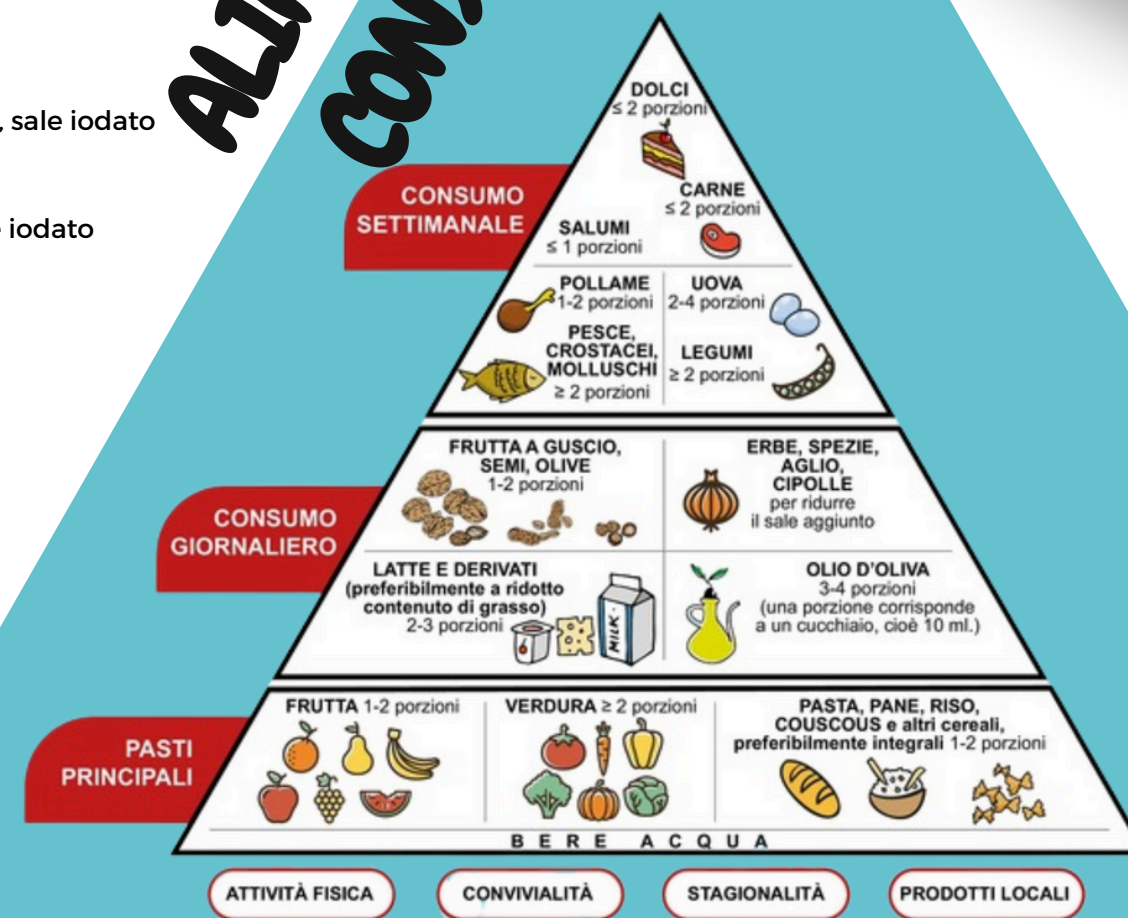 , sale iodato
iodato
DOLCI
≤ 2 porzioni
CONSUMO
SETTIMANALE
CARNE
≤ 2 porzioni
SALUMI
≤ 1 porzioni
POLLAME
1-2 porzioni
UOVA
2-4 porzioni
PESCE,
CROSTACEI,
MOLLUSCHI
≥ 2 porzioni
LEGUMI
≥ 2 porzioni
CONSUMO
GIORNALIERO
FRUTTA A GUSCIO,
SEMI, OLIVE
1-2 porzioni
ERBE, SPEZIE,
AGLIO,
CIPOLLE
per ridurre
il sale aggiunto
LATTE E DERIVATI
(preferibilmente a ridotto
contenuto di grasso)
2-3 porzioni
MILK
OLIO D'OLIVA
3-4 porzioni
(una porzione corrisponde
a un cucchiaio, cioè 10 ml.)
PASTI
PRINCIPALI
FRUTTA 1-2 porzioni
VERDURA ≥ 2 porzioni
PASTA, PANE, RISO,
COUSCOUS e altri cereali,
preferibilmente integrali 1-2 porzioni
BERE ACQUA
ATTIVITÀ FISICA
CONVIVIALITÀ
STAGIONALITÀ
PRODOTTI LOCALI